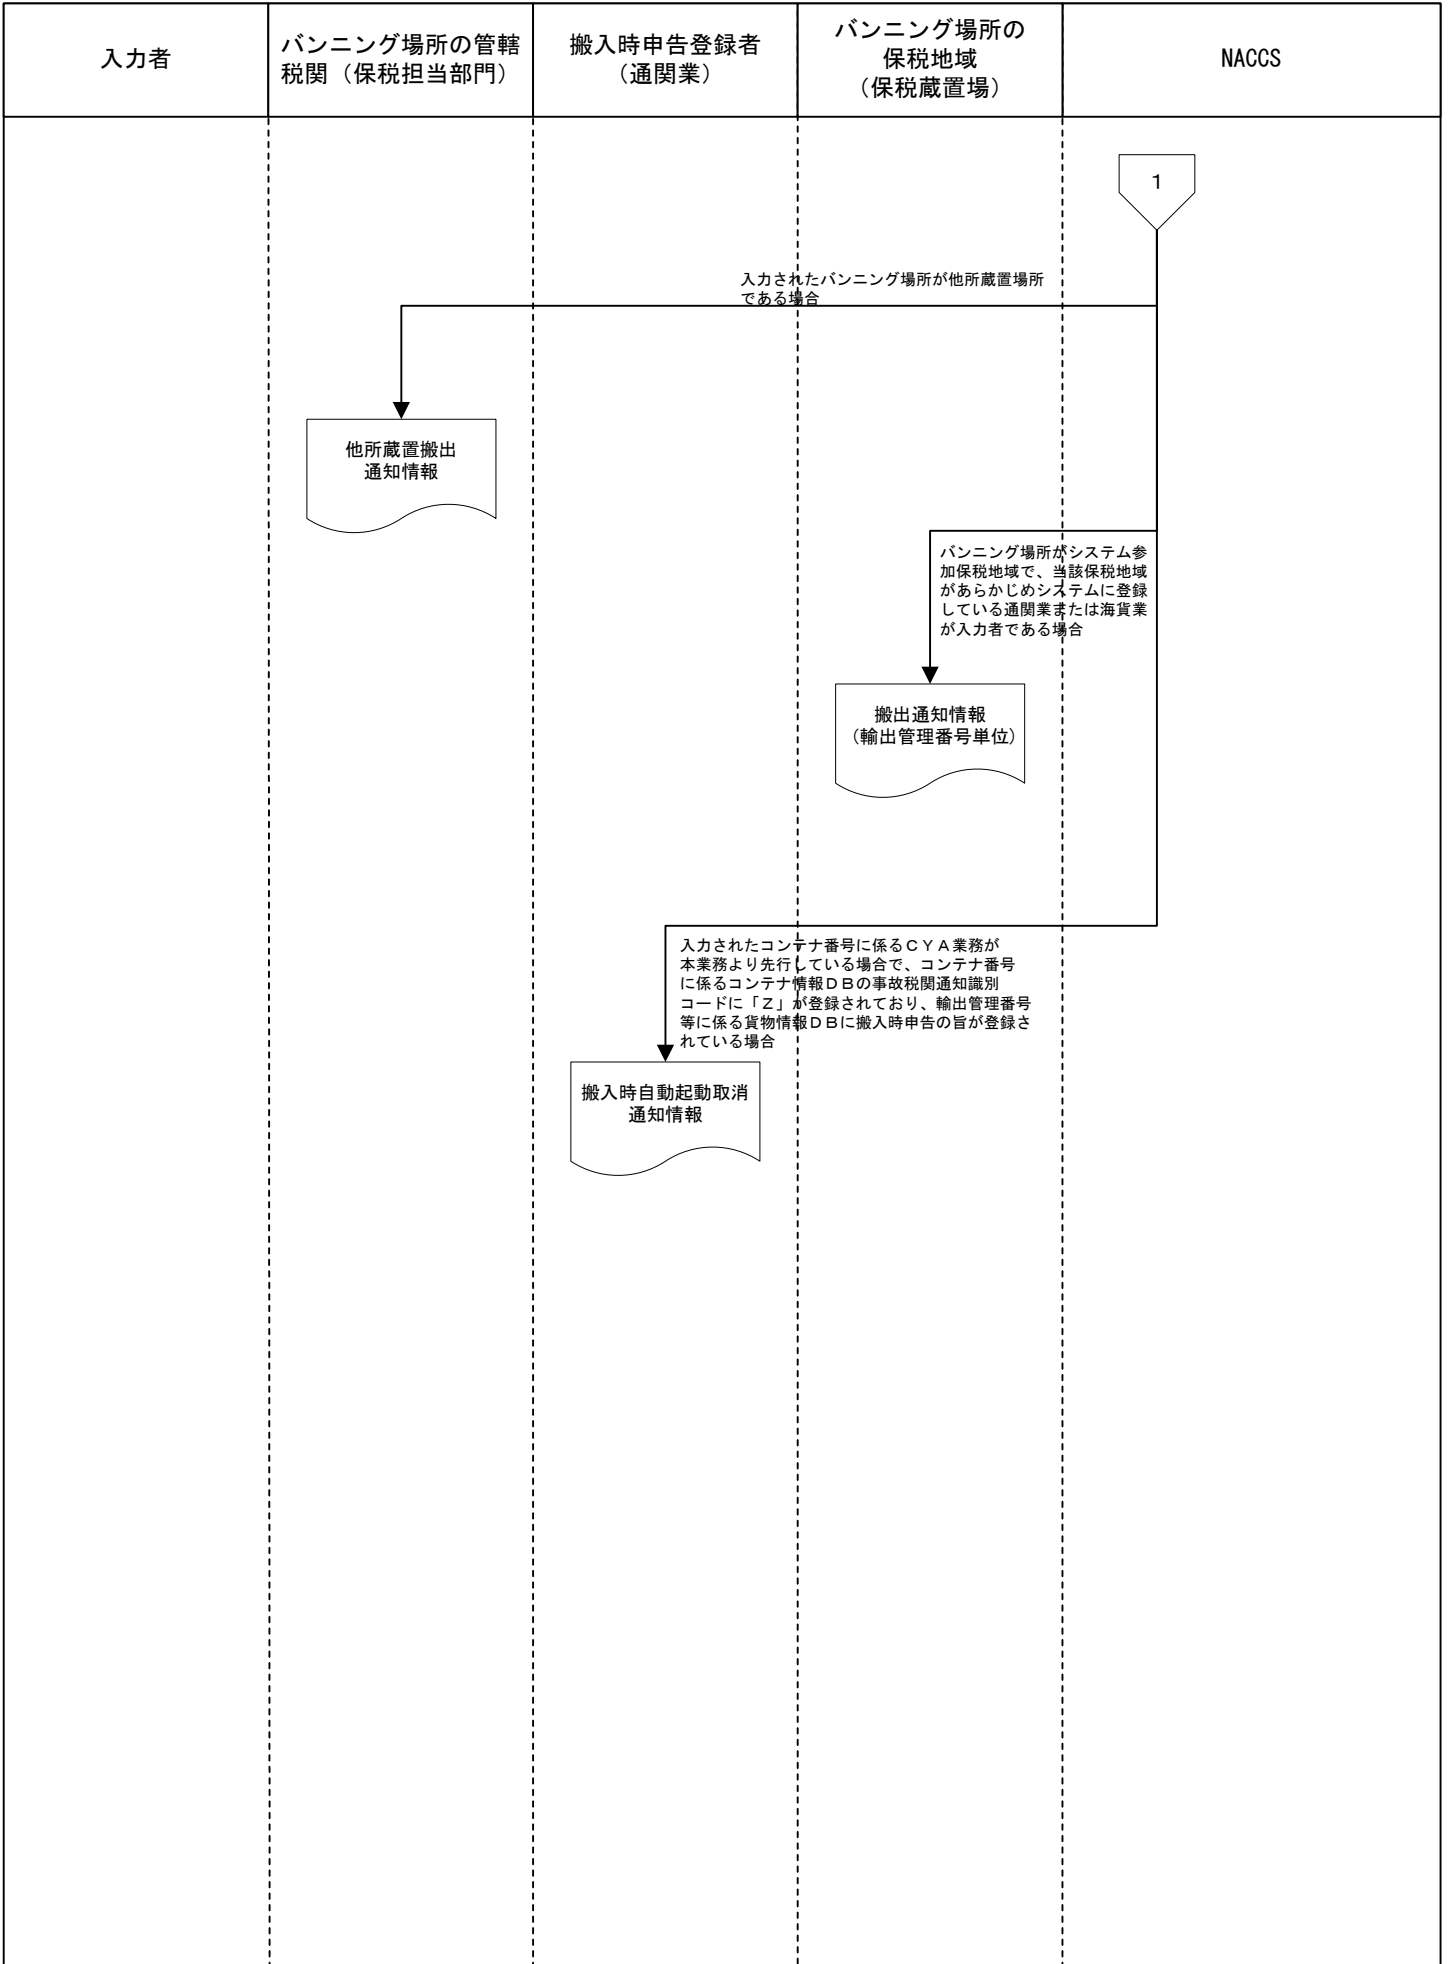 入力者
バンニング場所の管轄
税関（保税担当部門）
搬入時申告登録者
（通関業）
バンニング場所の
保税地域
（保税蔵置場）
NACCS
1
入力されたバンニング場所が他所蔵置場所
である場合
他所蔵置搬出
通知情報
バンニング場所がシステム参
加保税地域で、当該保税地域
があらかじめシステムに登録
している通関業または海貨業
が入力者である場合
搬出通知情報
（輸出管理番号単位）
入力されたコンテナ番号に係るＣＹＡ業務が
本業務より先行している場合で、コンテナ番号
に係るコンテナ情報ＤＢの事故税関通知識別
コードに「Ｚ」が登録されており、輸出管理番号
等に係る貨物情報ＤＢに搬入時申告の旨が登録さ
れている場合
搬入時自動起動取消
通知情報